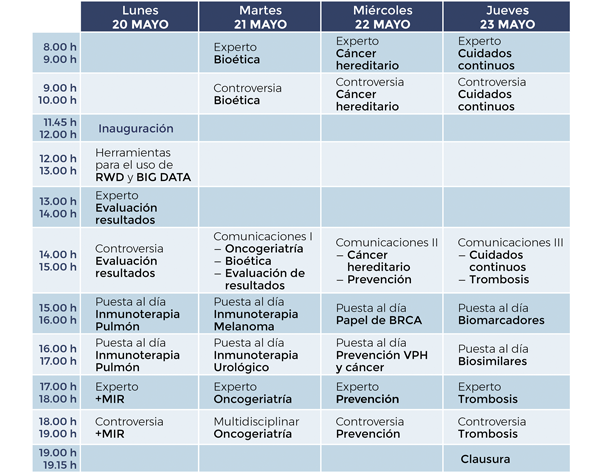 Lunes
20 MAYO
Martes
21 MAYO
Miércoles
22 MAYO
Jueves
23 MAYO
8.00 h
9.00 h
Experto
Bioética
Experto
Cáncer
hereditario
Experto
Cuidados
continuos
9.00 h
10.00 h
Controversia
Bioética
Controversia
Cáncer
hereditario
Controversia
Cuidados
continuos
11.45 h
12.00 h
Inauguración
12.00 h
13.00 h
Herramientas
para el uso de
RWD y BIG DATA
13.00 h
14.00 h
Experto
Evaluación
resultados
14.00 h
15.00 h
Controversia
Evaluación
resultados
Comunicaciones I
– Oncogeriatría
– Bioética
– Evaluación de
resultados
Comunicaciones II
– Cáncer
hereditario
– Prevención
Comunicaciones III
– Cuidados
continuos
– Trombosis
15.00 h
16.00 h
Puesta al día
Inmunoterapia
Pulmón
Puesta al día
Inmunoterapia
Melanoma
Puesta al día
Papel de BRCA
Puesta al día
Biomarcadores
16.00 h
17.00 h
Puesta al día
Inmunoterapia
Pulmón
Puesta al día
Inmunoterapia
Urológico
Puesta al día
Prevención VPH
y cáncer
Puesta al día
Biosimilares
17.00 h
18.00 h
Experto
+MIR
Experto
Oncogeriatría
Experto
Prevención
Experto
Trombosis
18.00 h
19.00 h
Controversia
+MIR
Multidisciplinar
Oncogeriatría
Controversia
Prevención
Controversia
Trombosis
19.00 h
19.15 h
Clausura